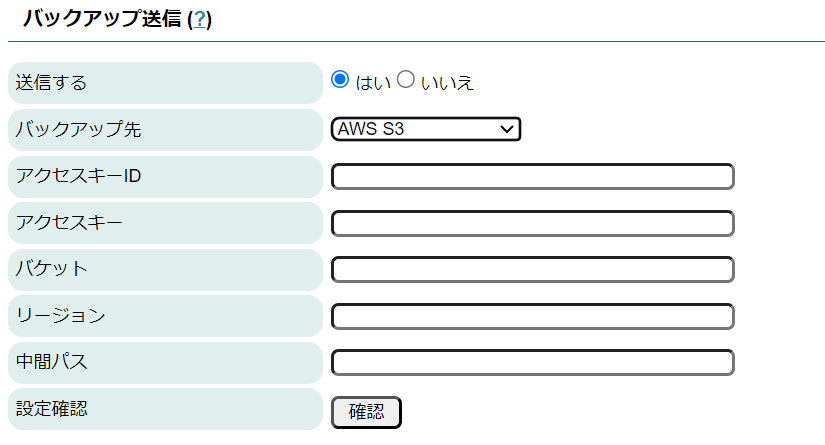 バックアップ送信 (?)
送信する はい いいえ
バックアップ先 AWS S3
アクセスキーID
アクセスキー
バケット
リージョン
中間パス
設定確認 確認